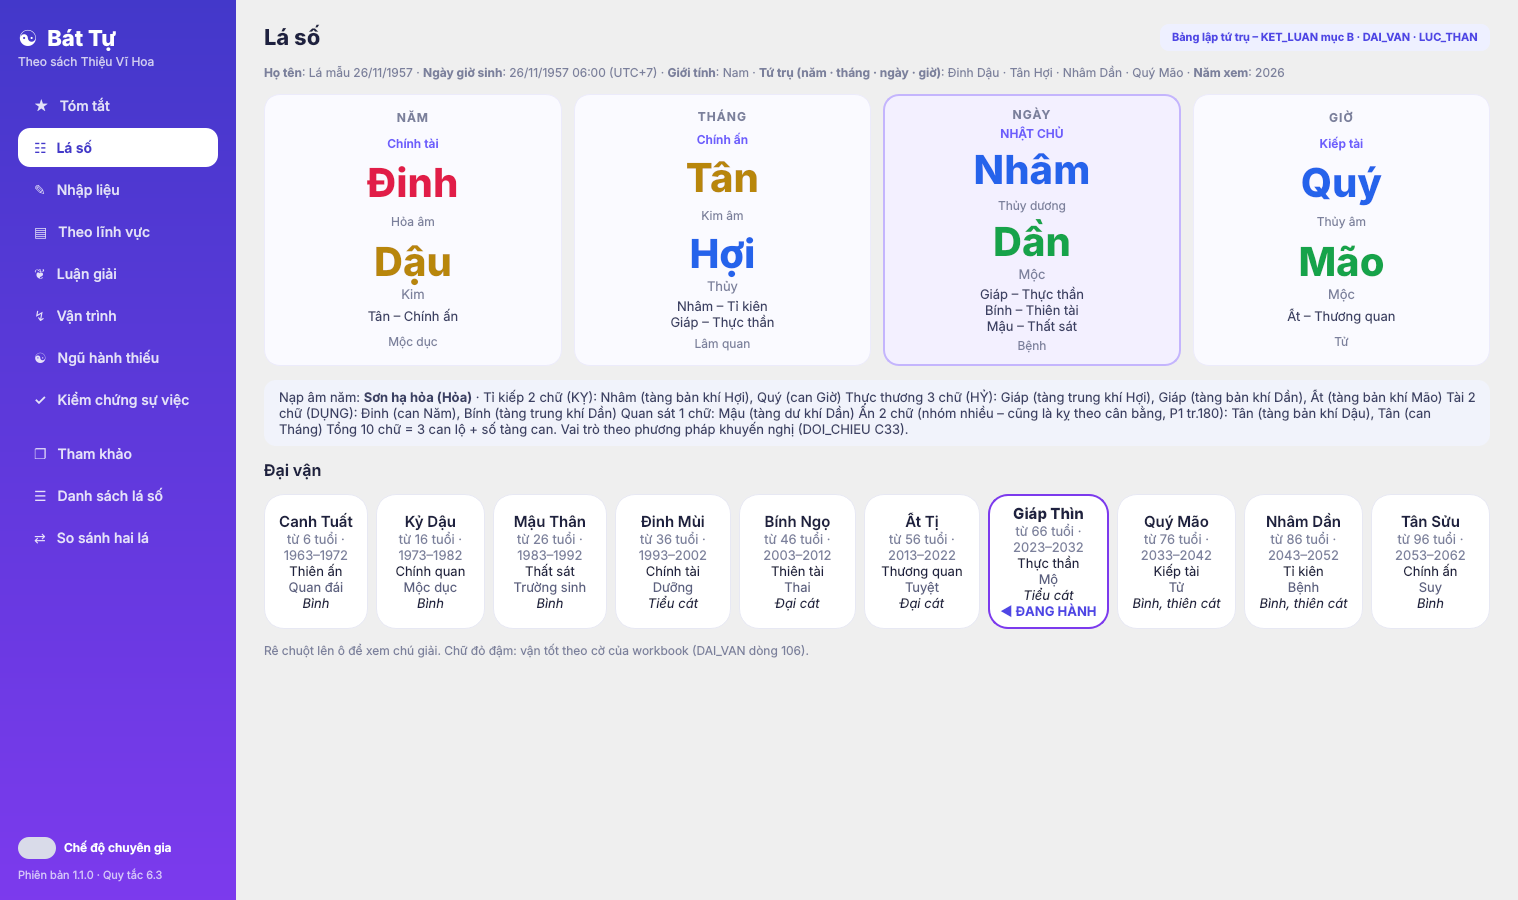 ☯ Bát Tự
Theo sách Thiệu Vĩ Hoa
★ Tóm tắt
☷ Lá số
✎ Nhập liệu
▤ Theo lĩnh vực
❦ Luận giải
↯ Vận trình
☯ Ngũ hành thiếu
✓ Kiểm chứng sự việc
❐ Tham khảo
☰ Danh sách lá số
⇄ So sánh hai lá
Chế độ chuyên gia
Phiên bản 1.1.0 · Quy tắc 6.3
Lá số
Bảng lập tứ trụ – KET_LUAN mục B · DAI_VAN · LUC_THAN
Họ tên: Lá mẫu 26/11/1957 · Ngày giờ sinh: 26/11/1957 06:00 (UTC+7) · Giới tính: Nam · Tứ trụ (năm · tháng · ngày · giờ): Đinh Dậu · Tân Hợi · Nhâm Dần · Quý Mão · Năm xem: 2026
NĂM
Chính tài
Đinh
Hỏa âm
Dậu
Kim
Tân – Chính ấn
Mộc dục
THÁNG
Chính ấn
Tân
Kim âm
Hợi
Thủy
Nhâm – Tỉ kiên
Giáp – Thực thần
Lâm quan
NGÀY
NHẬT CHỦ
Nhâm
Thủy dương
Dần
Mộc
Giáp – Thực thần
Bính – Thiên tài
Mậu – Thất sát
Bệnh
GIỜ
Kiếp tài
Quý
Thủy âm
Mão
Mộc
Ất – Thương quan
Tử
Nạp âm năm: Sơn hạ hỏa (Hỏa) · Tỉ kiếp 2 chữ (KỴ): Nhâm (tàng bản khí Hợi), Quý (can Giờ) Thực thương 3 chữ (HỶ): Giáp (tàng trung khí Hợi), Giáp (tàng bản khí Dần), Ất (tàng bản khí Mão) Tài 2
chữ (DỤNG): Đinh (can Năm), Bính (tàng trung khí Dần) Quan sát 1 chữ: Mậu (tàng dư khí Dần) Ấn 2 chữ (nhóm nhiều – cũng là kỵ theo cân bằng, P1 tr.180): Tân (tàng bản khí Dậu), Tân (can
Tháng) Tổng 10 chữ = 3 can lộ + số tàng can. Vai trò theo phương pháp khuyến nghị (DOI_CHIEU C33).
Đại vận
Canh Tuất
từ 6 tuổi ·
1963–1972
Thiên ấn
Quan đái
Bình
Kỷ Dậu
từ 16 tuổi ·
1973–1982
Chính quan
Mộc dục
Bình
Mậu Thân
từ 26 tuổi ·
1983–1992
Thất sát
Trường sinh
Bình
Đinh Mùi
từ 36 tuổi ·
1993–2002
Chính tài
Dưỡng
Tiểu cát
Bính Ngọ
từ 46 tuổi ·
2003–2012
Thiên tài
Thai
Đại cát
Ất Tị
từ 56 tuổi ·
2013–2022
Thương quan
Tuyệt
Đại cát
Giáp Thìn
từ 66 tuổi ·
2023–2032
Thực thần
Mộ
Tiểu cát
◀ ĐANG HÀNH
Quý Mão
từ 76 tuổi ·
2033–2042
Kiếp tài
Tử
Bình, thiên cát
Nhâm Dần
từ 86 tuổi ·
2043–2052
Tỉ kiên
Bệnh
Bình, thiên cát
Tân Sửu
từ 96 tuổi ·
2053–2062
Chính ấn
Suy
Bình
Rê chuột lên ô để xem chú giải. Chữ đỏ đậm: vận tốt theo cờ của workbook (DAI_VAN dòng 106).